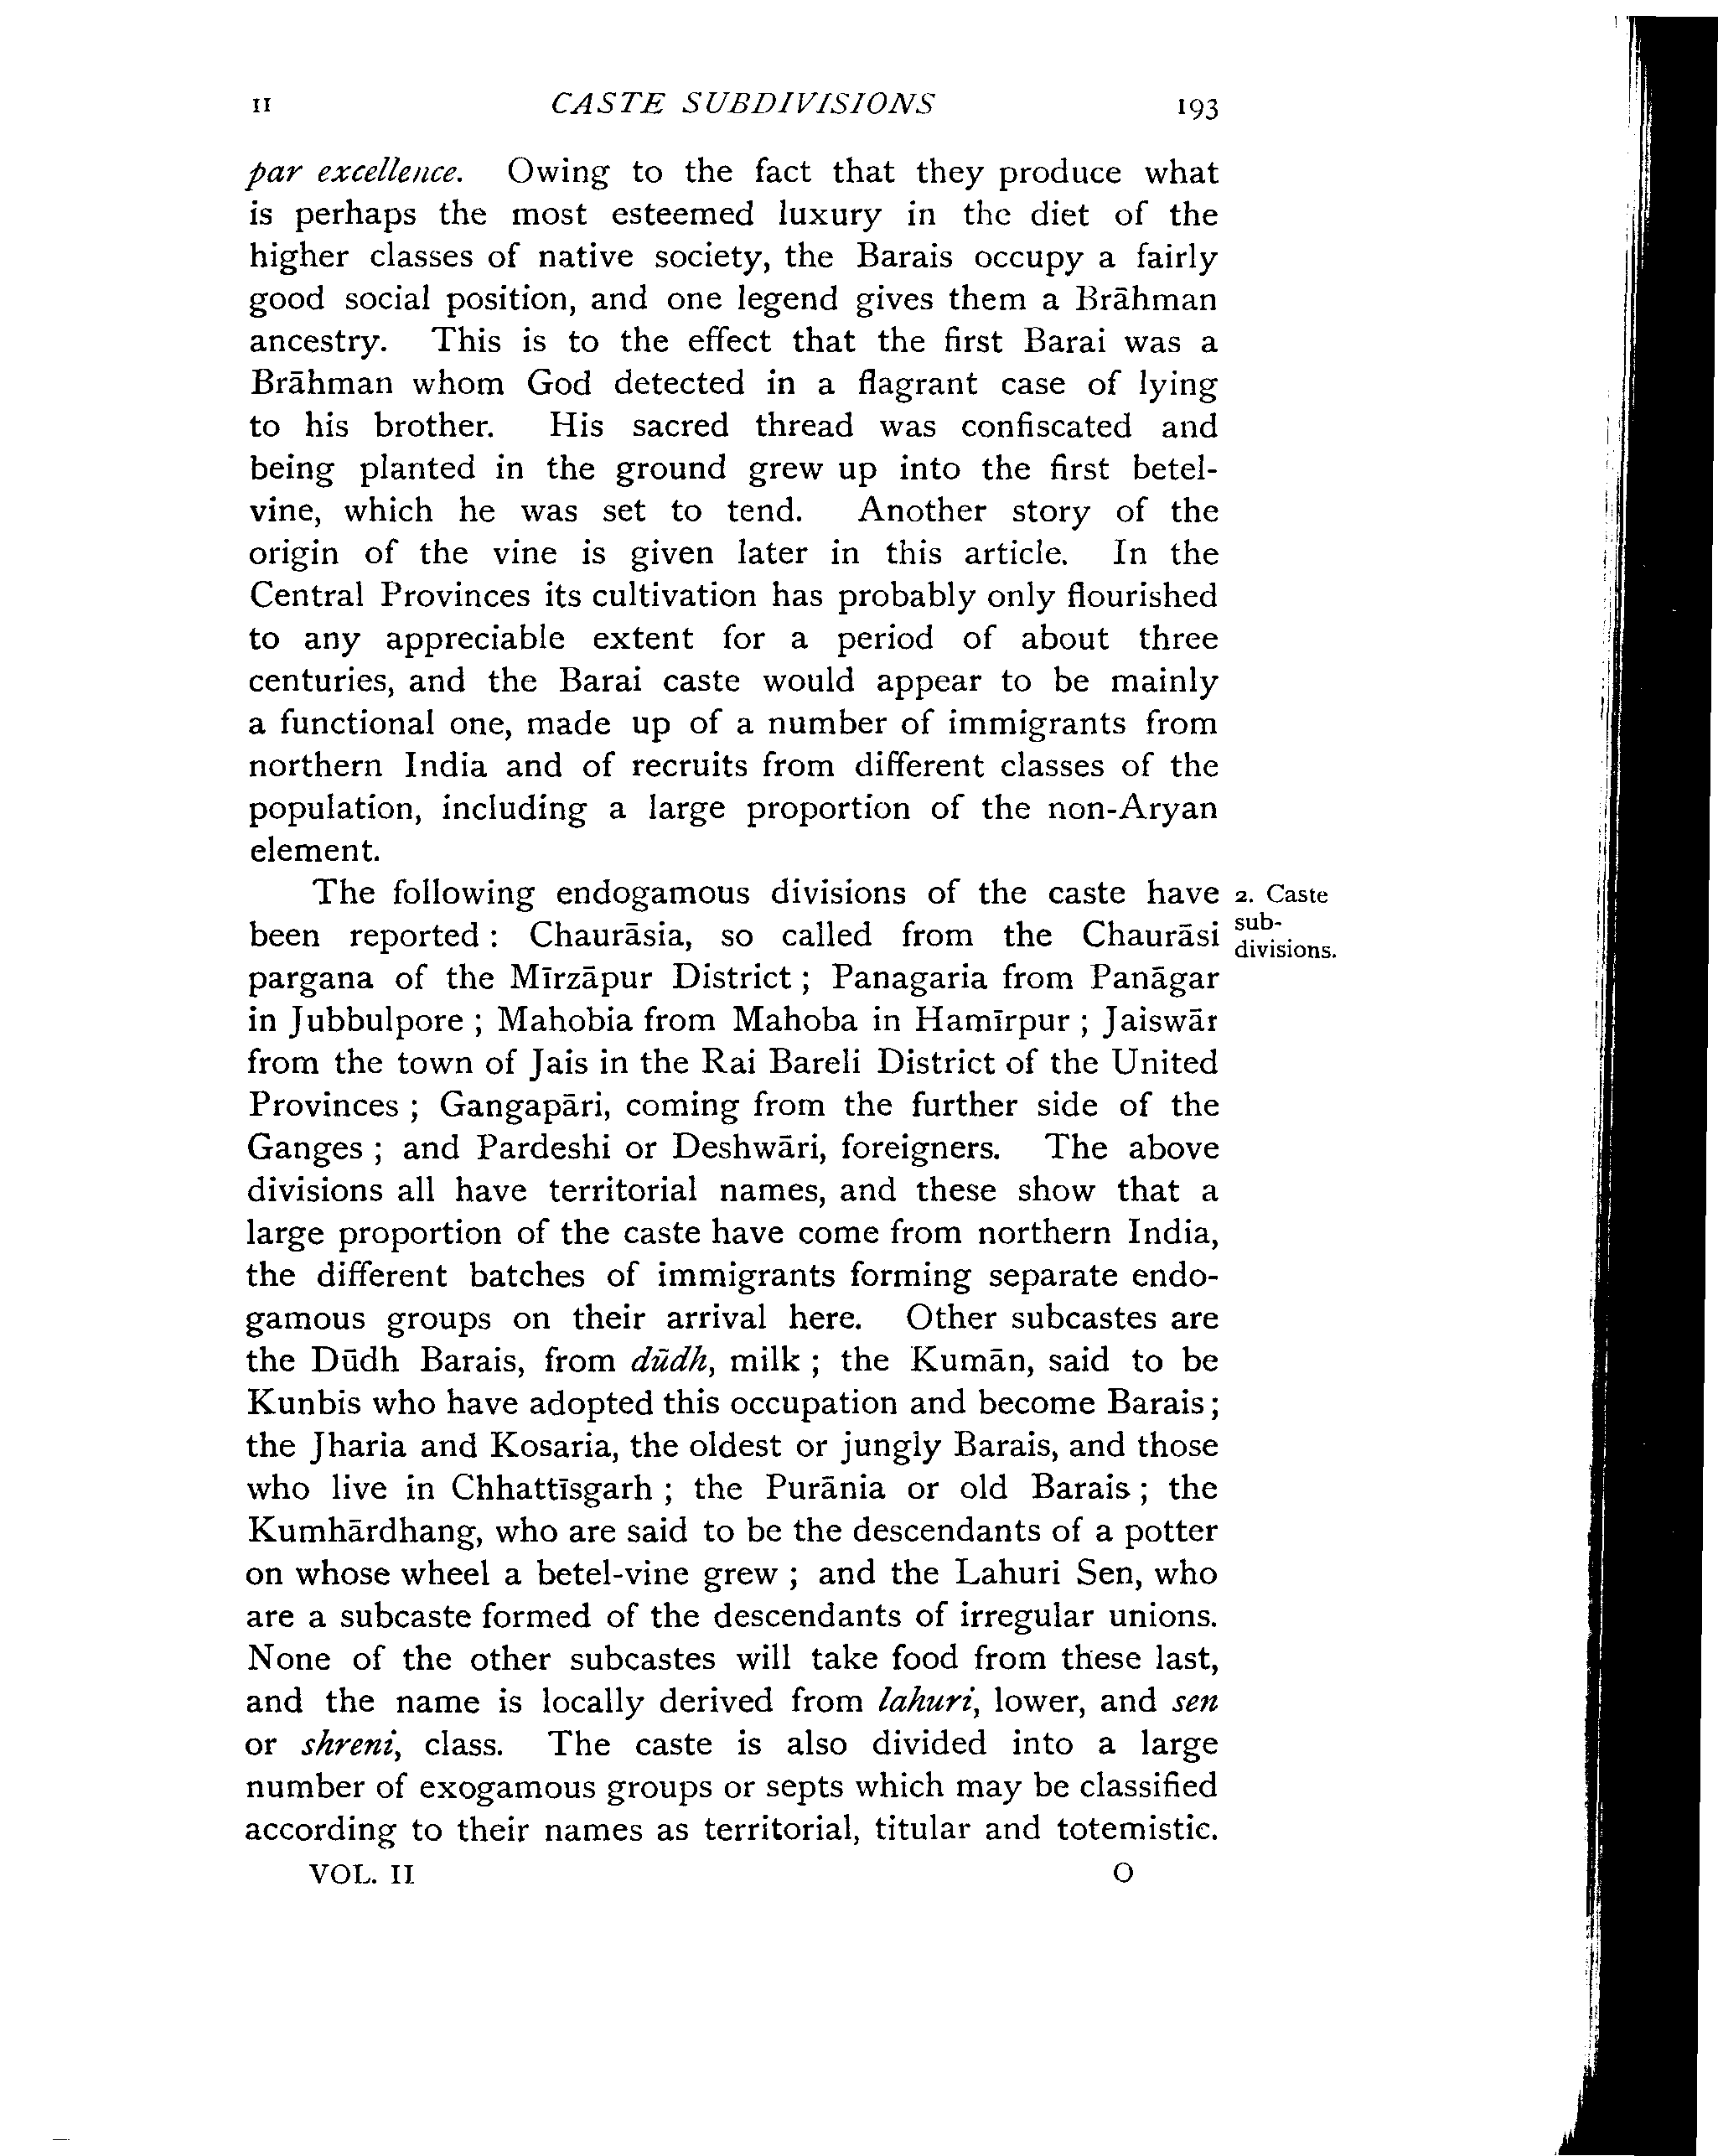 II CASTE SUBDIVISIONS 193
par excellence. Owing to the fact that they produce what
is perhaps the most esteemed luxury in the diet of the
higher classes of native society, the Barais occupy a fairly
good social position, and one legend gives them a Brāhman
ancestry. This is to the effect that the first Barai was a
Brāhman whom God detected in a flagrant case of lying
to his brother. His sacred thread was confiscated and
being planted in the ground grew up into the first betel-
vine, which he was set to tend. Another story of the
origin of the vine is given later in this article. In the
Central Provinces its cultivation has probably only flourished
to any appreciable extent for a period of about three
centuries, and the Barai caste would appear to be mainly
a functional one, made up of a number of immigrants from
northern India and of recruits from different classes of the
population, including a large proportion of the non-Aryan
element.
The following endogamous divisions of the caste have
been reported : Chaurāsia, so called from the Chaurāsi
pargana of the Mīrzāpur District ; Panagaria from Panāgar
in Jubbulpore ; Mahobia from Mahoba in Hamīrpur ; Jaiswār
from the town of Jais in the Rai Bareli District of the United
Provinces ; Gangapāri, coming from the further side of the
Ganges ; and Pardeshi or Deshwāri, foreigners. The above
divisions all have territorial names, and these show that a
large proportion of the caste have come from northern India,
the different batches of immigrants forming separate endo-
gamous groups on their arrival here. Other subcastes are
the Dūdh Barais, from dūdh, milk ; the Kumān, said to be
Kunbis who have adopted this occupation and become Barais ;
the Jharia and Kosaria, the oldest or jungly Barais, and those
who live in Chhattīsgarh ; the Purānia or old Barais ; the
Kumhārdhang, who are said to be the descendants of a potter
on whose wheel a betel-vine grew ; and the Lahuri Sen, who
are a subcaste formed of the descendants of irregular unions.
None of the other subcastes will take food from these last,
and the name is locally derived from lahuri, lower, and sen
or shreni, class. The caste is also divided into a large
number of exogamous groups or septs which may be classified
according to their names as territorial, titular and totemistic.
2. Caste
sub-
divisions.
VOL. II O